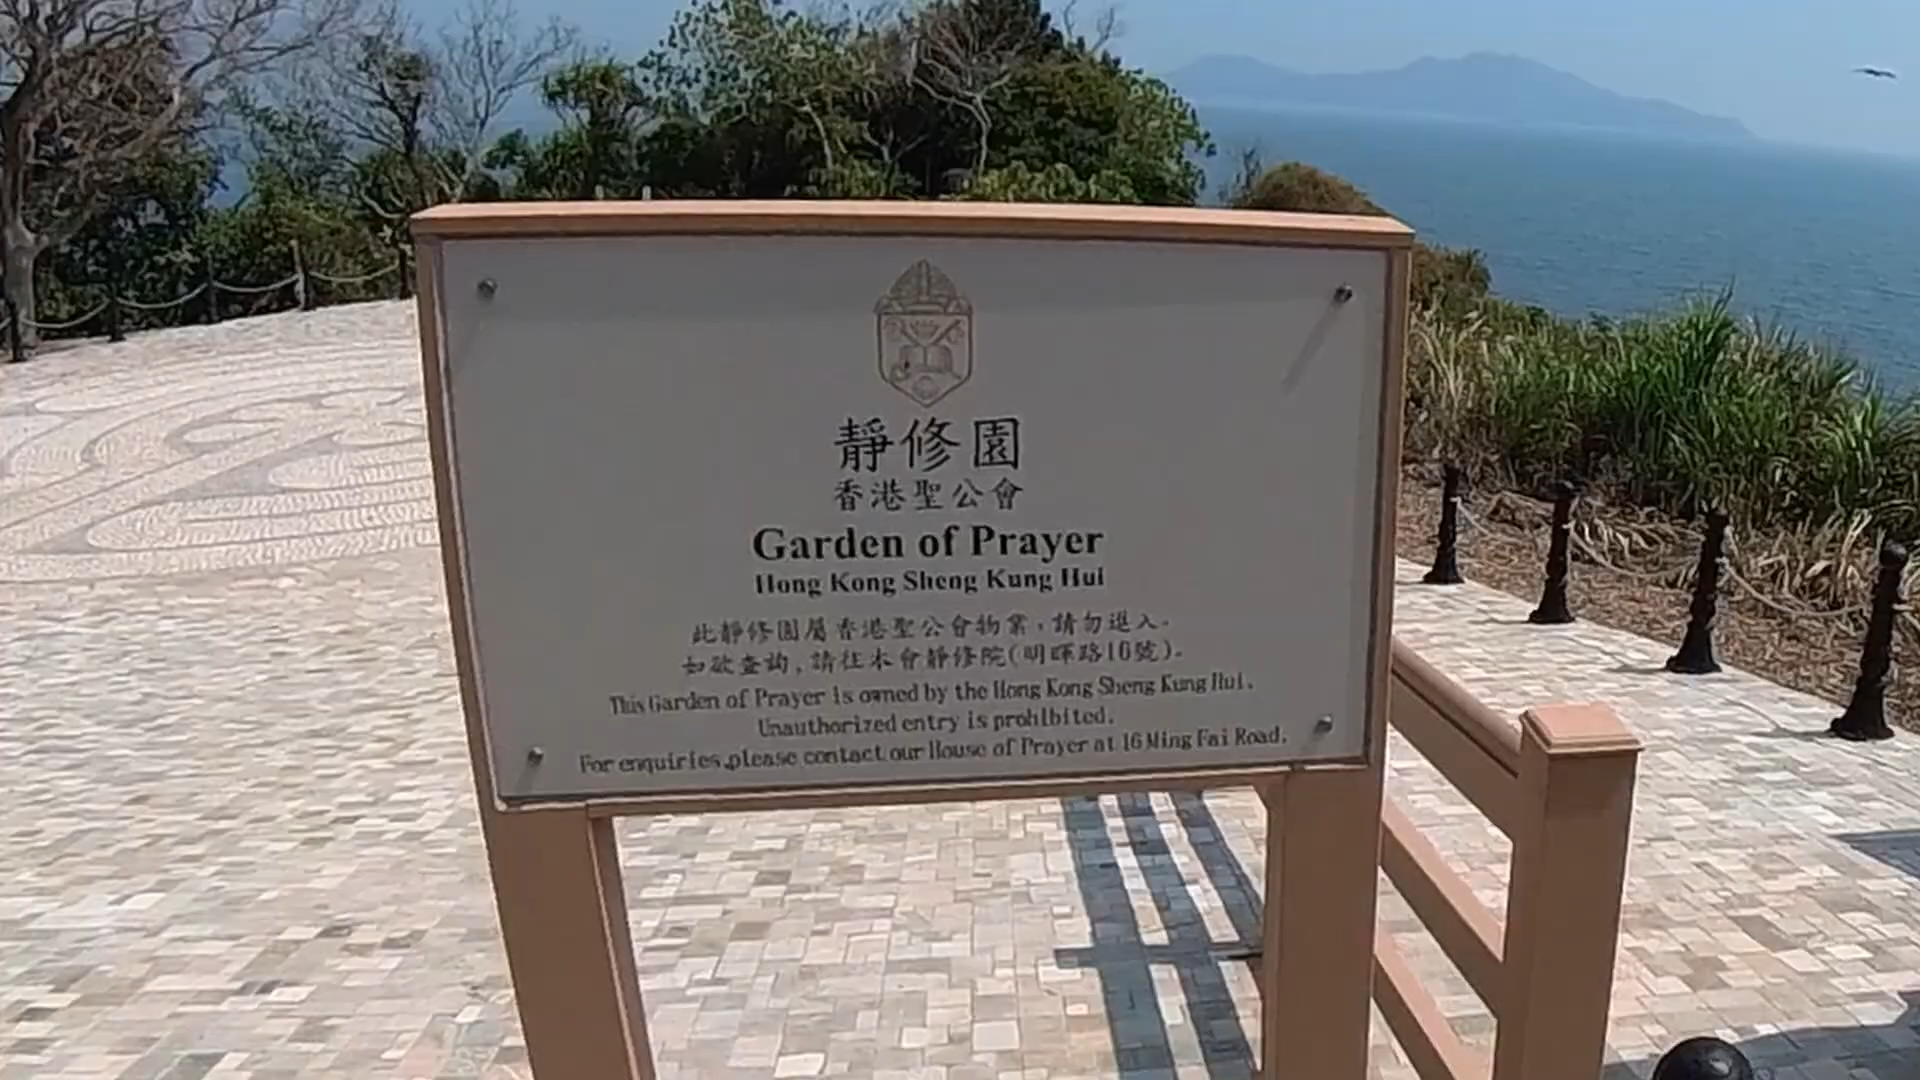 靜修園
香港聖公會
Garden of Prayer
Hong Kong Sheng Kung Hui
此靜修園屬香港聖公會物業，請勿進入。
如欲查詢，請往本會靜修院(明暉路16號)。
This Garden of Prayer is owned by the Hong Kong Sheng Kung Hui.
Unauthorized entry is prohibited.
For enquiries,please contact our House of Prayer at 16 Ming Fai Road.